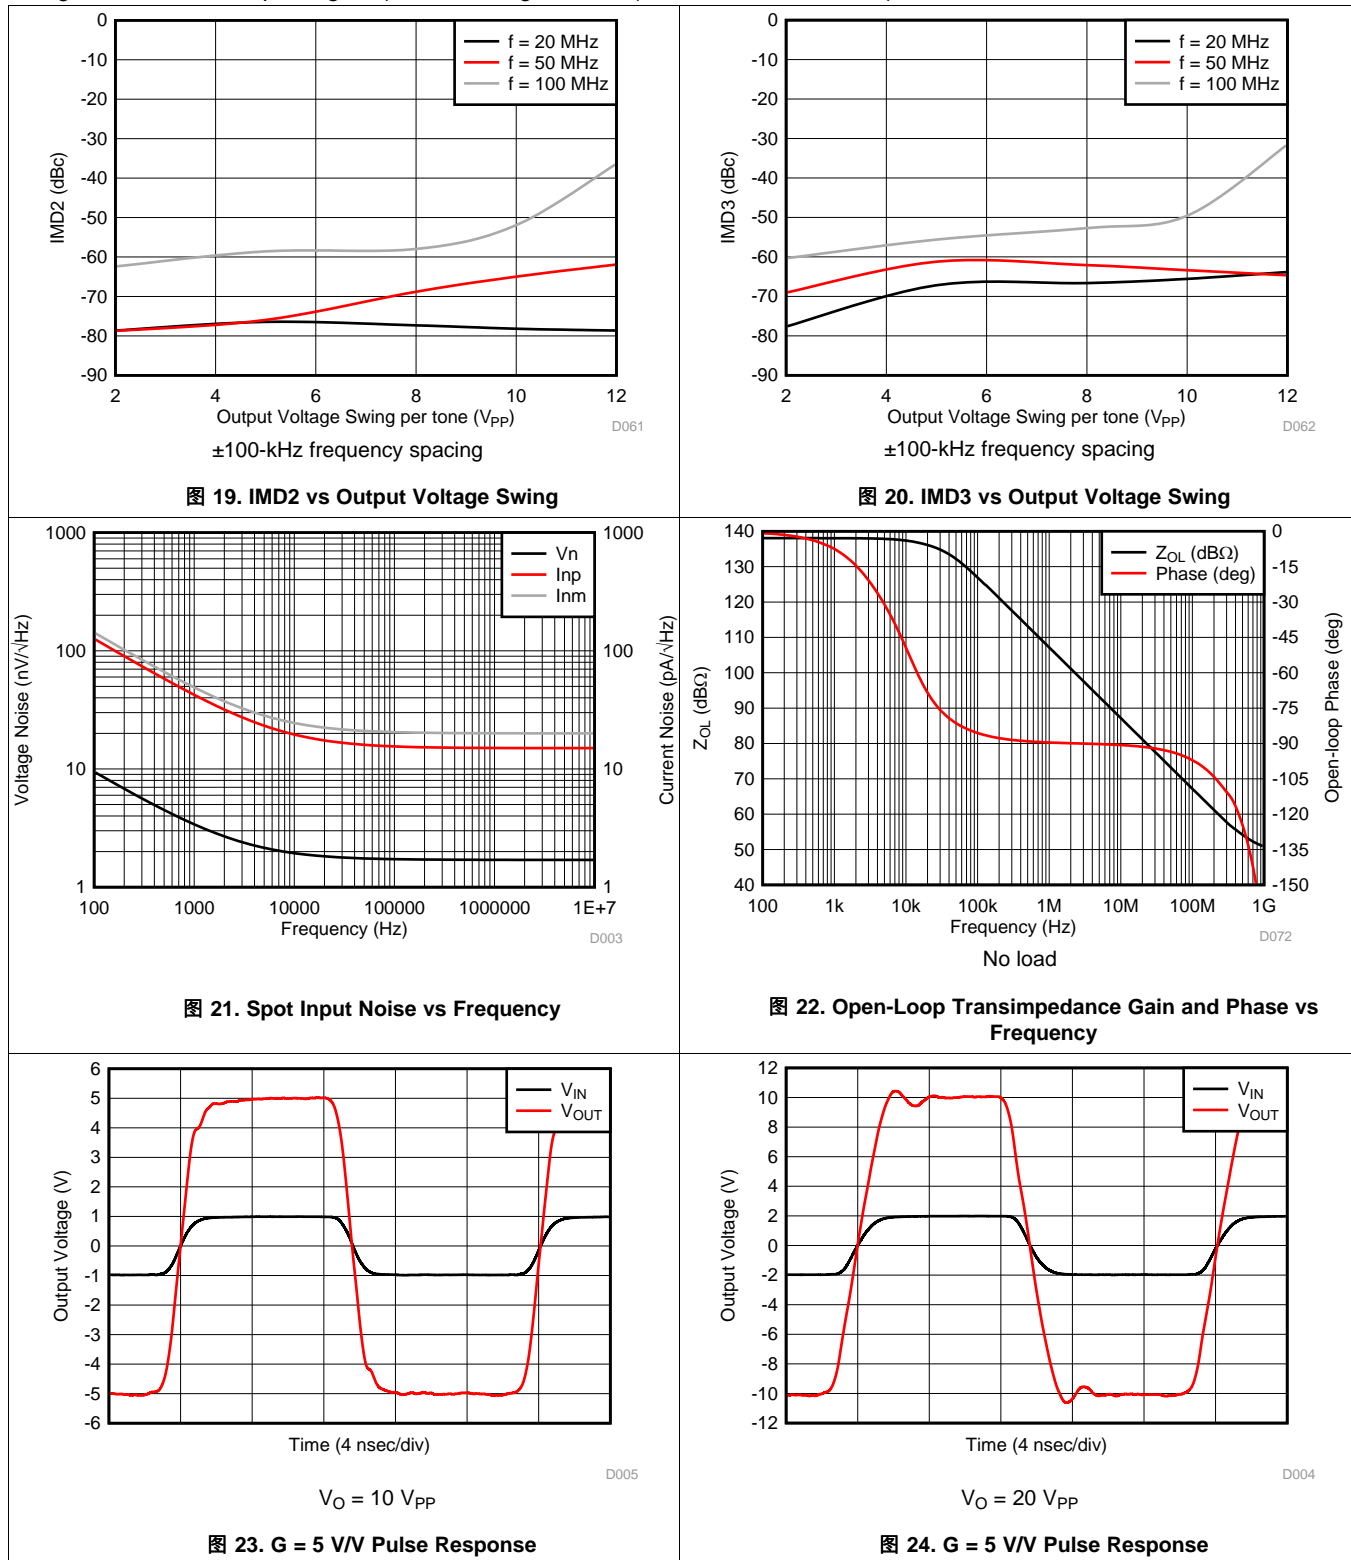 0
-10
-20
-30
-40
-50
-60
-70
-80
-90
IMD2 (dBc)
f = 20 MHz
f = 50 MHz
f = 100 MHz
2 4 6 8 10 12
Output Voltage Swing per tone (VPP)
D061
±100-kHz frequency spacing
图 19. IMD2 vs Output Voltage Swing
0
-10
-20
-30
-40
-50
-60
-70
-80
-90
IMD3 (dBc)
f = 20 MHz
f = 50 MHz
f = 100 MHz
2 4 6 8 10 12
Output Voltage Swing per tone (VPP)
D062
±100-kHz frequency spacing
图 20. IMD3 vs Output Voltage Swing
1000
100
10
1
Voltage Noise (nV/√Hz)
Vn
Inp
Inm
1000
100
10
1
Current Noise (pA/√Hz)
100 1000 10000 100000 1000000 1E+7
Frequency (Hz)
D003
图 21. Spot Input Noise vs Frequency
140
130
120
110
100
90
80
70
60
50
40
ZOL (dBΩ)
ZOL (dBΩ)
Phase (deg)
0
-15
-30
-45
-60
-75
-90
-105
-120
-135
-150
Open-loop Phase (deg)
100 1k 10k 100k 1M 10M 100M 1G
Frequency (Hz)
D072
No load
图 22. Open-Loop Transimpedance Gain and Phase vs
Frequency
6
5
4
3
2
1
0
-1
-2
-3
-4
-5
-6
Output Voltage (V)
VIN
VOUT
Time (4 nsec/div)
D005
VO = 10 VPP
图 23. G = 5 V/V Pulse Response
12
10
8
6
4
2
0
-2
-4
-6
-8
-10
-12
Output Voltage (V)
VIN
VOUT
Time (4 nsec/div)
D004
VO = 20 VPP
图 24. G = 5 V/V Pulse Response